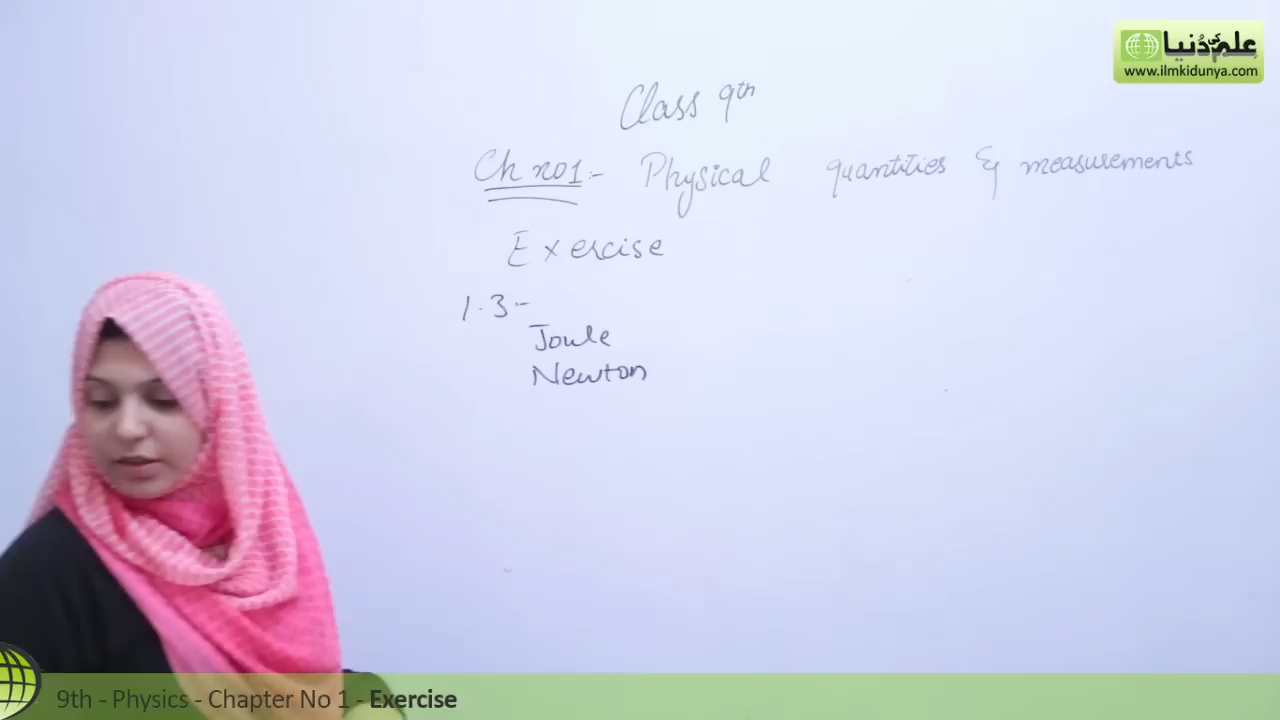 علم کی دُنیا
www.ilmkidunya.com
Class 9th
Ch no1:- Physical quantities & measurements
Exercise
1.3:-
Joule
Newton
9th - Physics - Chapter No 1 - Exercise